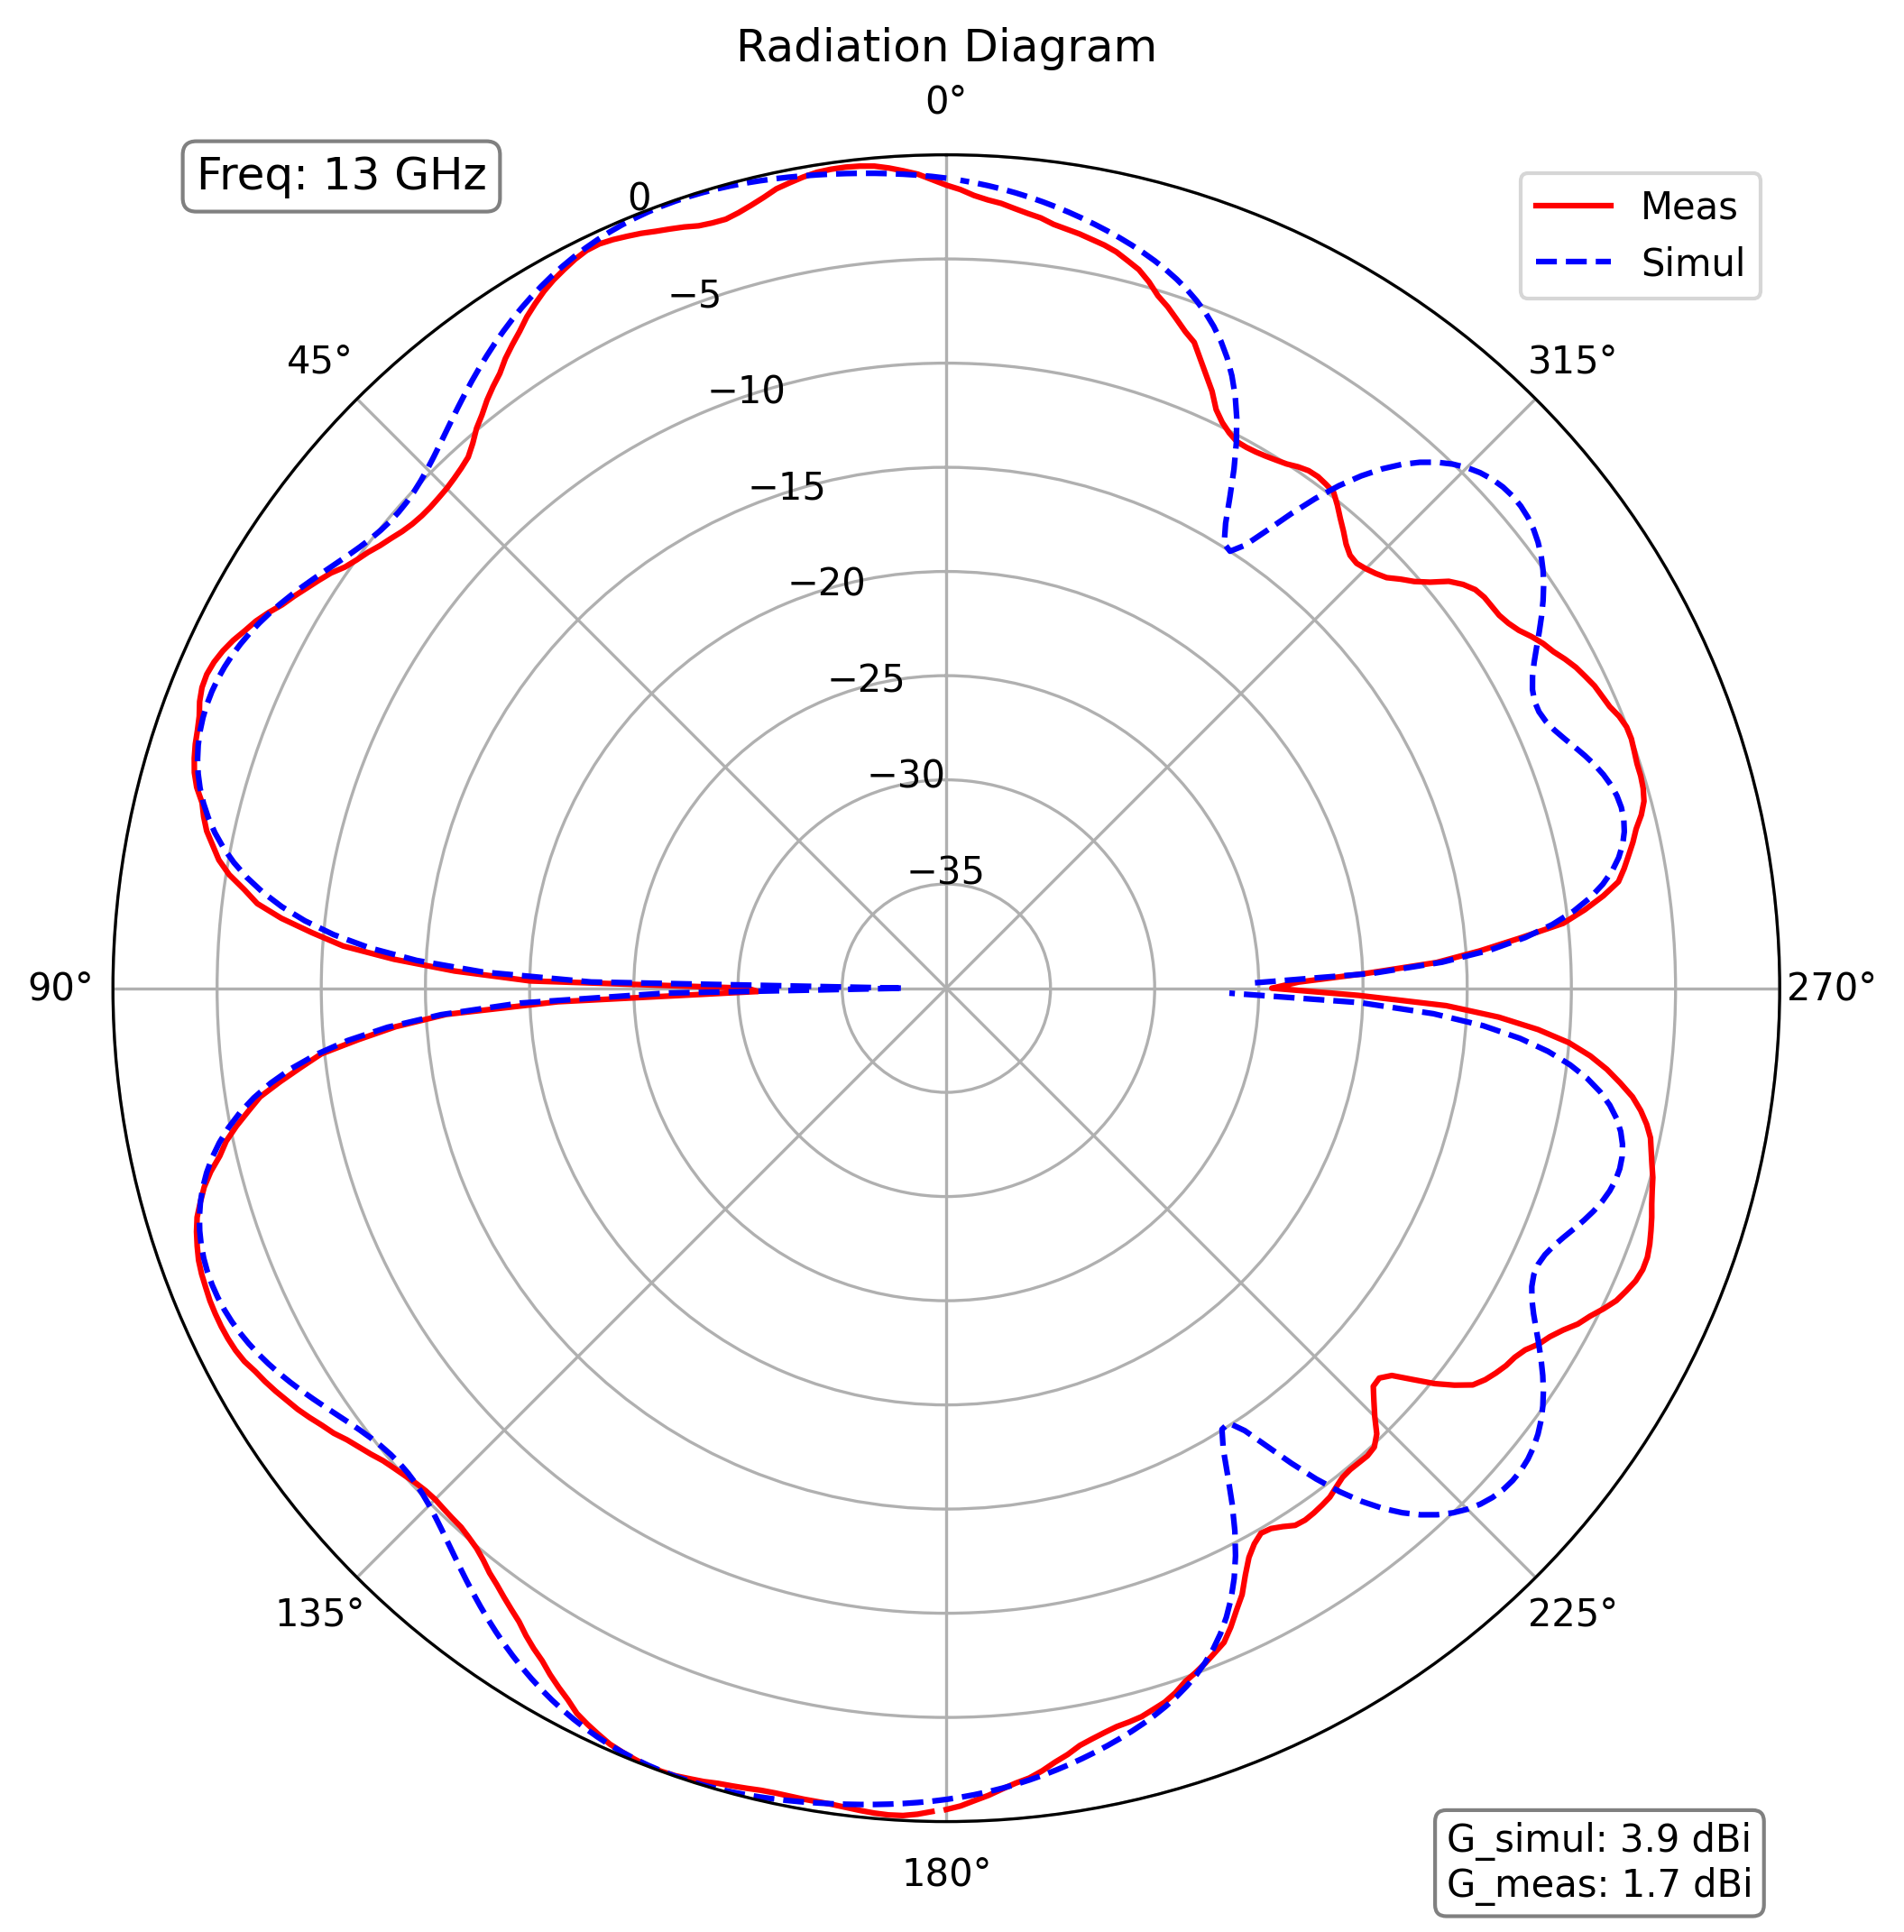 Radiation Diagram
0°
Freq: 13 GHz
Meas
Simul
0
−5
45°
315°
−10
−15
−20
−25
−30
−35
90°
270°
135°
225°
180°
G_simul: 3.9 dBi
G_meas: 1.7 dBi